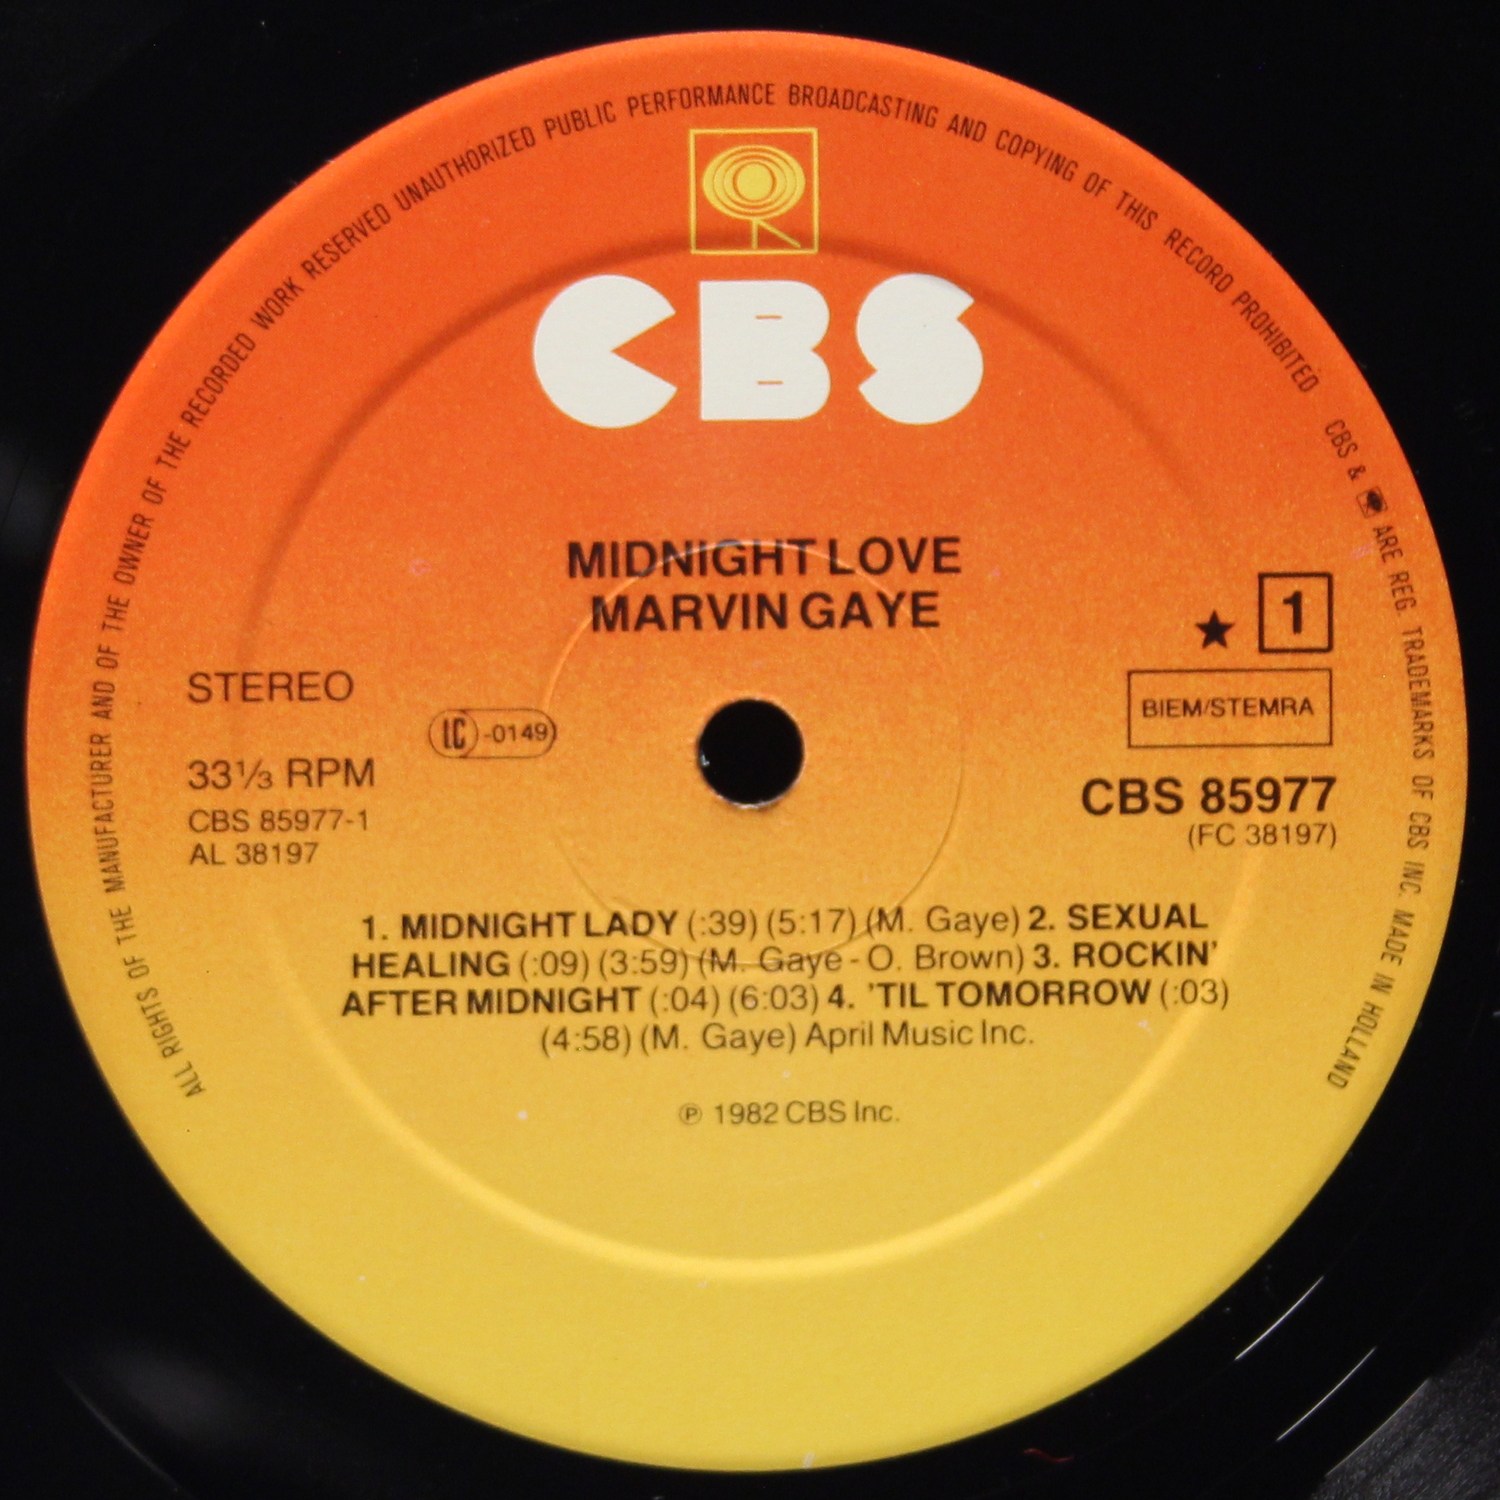 ALL RIGHTS OF THE MANUFACTURER AND OF THE OWNER OF THE RECORDED WORK RESERVED UNAUTHORIZED PUBLIC PERFORMANCE BROADCASTING AND COPYING OF THIS RECORD PROHIBITED CBS & ARE REG. TRADEMARKS OF CBS INC. MADE IN HOLLAND
CBS
MIDNIGHT LOVE
MARVIN GAYE
★ 1
STEREO
BIEM/STEMRA
LC -0149
33⅓ RPM
CBS 85977-1
AL 38197
CBS 85977
(FC 38197)
1. MIDNIGHT LADY (:39) (5:17) (M. Gaye) 2. SEXUAL
HEALING (:09) (3:59) (M. Gaye - O. Brown) 3. ROCKIN'
AFTER MIDNIGHT (:04) (6:03) 4. 'TIL TOMORROW (:03)
(4:58) (M. Gaye) April Music Inc.
℗ 1982 CBS Inc.